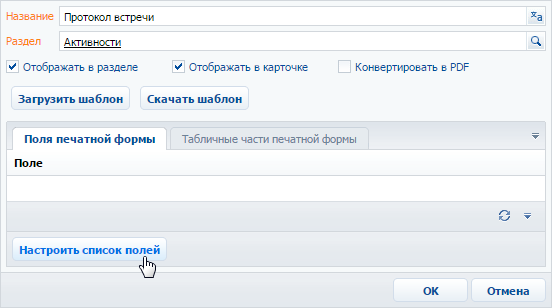 Название Протокол встречи
Раздел Активности
Отображать в разделе Отображать в карточке Конвертировать в PDF
Загрузить шаблон Скачать шаблон
Поля печатной формы Табличные части печатной формы
Поле
Настроить список полей
OK Отмена